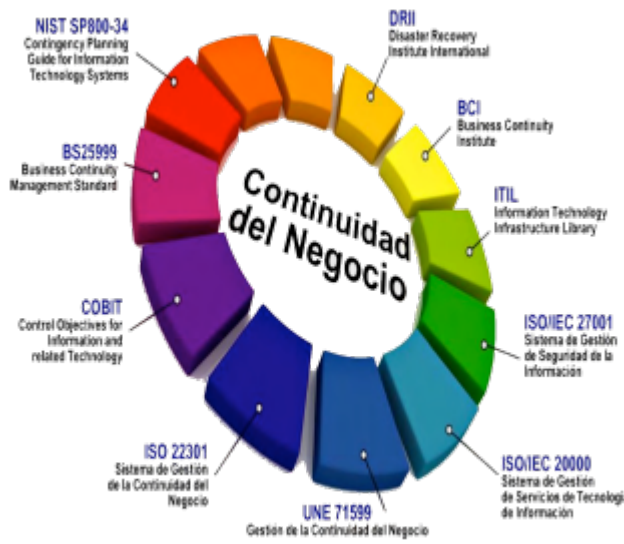 NIST SP800-34
Contingency Planning
Guide for Information
Technology Systems
DRII
Disaster Recovery
Institute International
BCI
Business Continuity
Institute
BS25999
Business Continuity
Management Standard
Continuidad
del Negocio
ITIL
Information Technology
Infrastructure Library
COBIT
Control Objectives for
Information and
related Technology
ISO/IEC 27001
Sistema de Gestión
de Seguridad de la
Información
ISO 22301
Sistema de Gestión
de la Continuidad del
Negocio
ISO/IEC 20000
Sistema de Gestión
de Servicios de Tecnologi
de Información
UNE 71599
Gestión de la Continuidad del Negocio